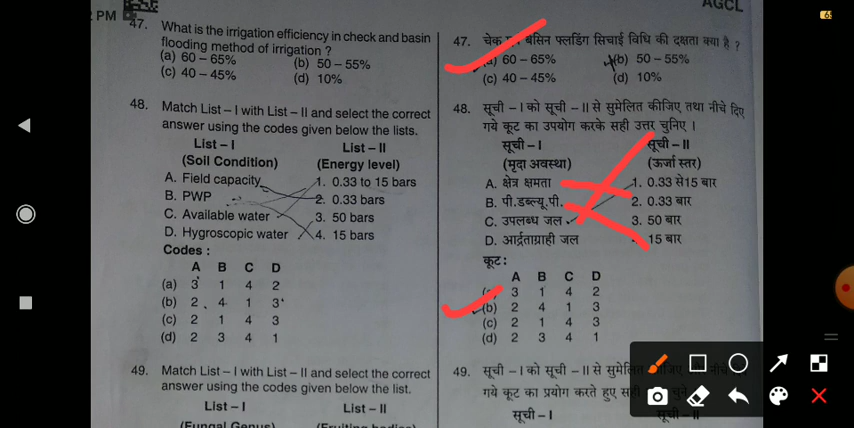 PM
AGCL
47. What is the irrigation efficiency in check and basin
flooding method of irrigation ?
(a) 60 – 65% (b) 50 – 55%
(c) 40 – 45% (d) 10%
48. Match List – I with List – II and select the correct
answer using the codes given below the lists.
List – I List – II
(Soil Condition) (Energy level)
A. Field capacity 1. 0.33 to 15 bars
B. PWP 2. 0.33 bars
C. Available water 3. 50 bars
D. Hygroscopic water 4. 15 bars
Codes :
A B C D
(a) 3 1 4 2
(b) 2 4 1 3
(c) 2 1 4 3
(d) 2 3 4 1
49. Match List – I with List – II and select the correct
answer using the codes given below the list.
List – I List – II
(Fungal Genus) (Fruiting bodies)
47. चेक बेसिन फ्लडिंग सिचाई विधि की दक्षता क्या है ?
(a) 60 – 65% (b) 50 – 55%
(c) 40 – 45% (d) 10%
48. सूची – I को सूची – II से सुमेलित कीजिए तथा नीचे दिए
गये कूट का उपयोग करके सही उत्तर चुनिए ।
सूची – I सूची – II
(मृदा अवस्था) (ऊर्जा स्तर)
A. क्षेत्र क्षमता 1. 0.33 से 15 बार
B. पी.डब्ल्यू.पी. 2. 0.33 बार
C. उपलब्ध जल 3. 50 बार
D. आर्द्रताग्राही जल 15 बार
कूट :
A B C D
(a) 3 1 4 2
(b) 2 4 1 3
(c) 2 1 4 3
(d) 2 3 4 1
49. सूची – I को सूची – II से सुमेलित
गये कूट का प्रयोग करते हुए सही
सूची – I सूची – II